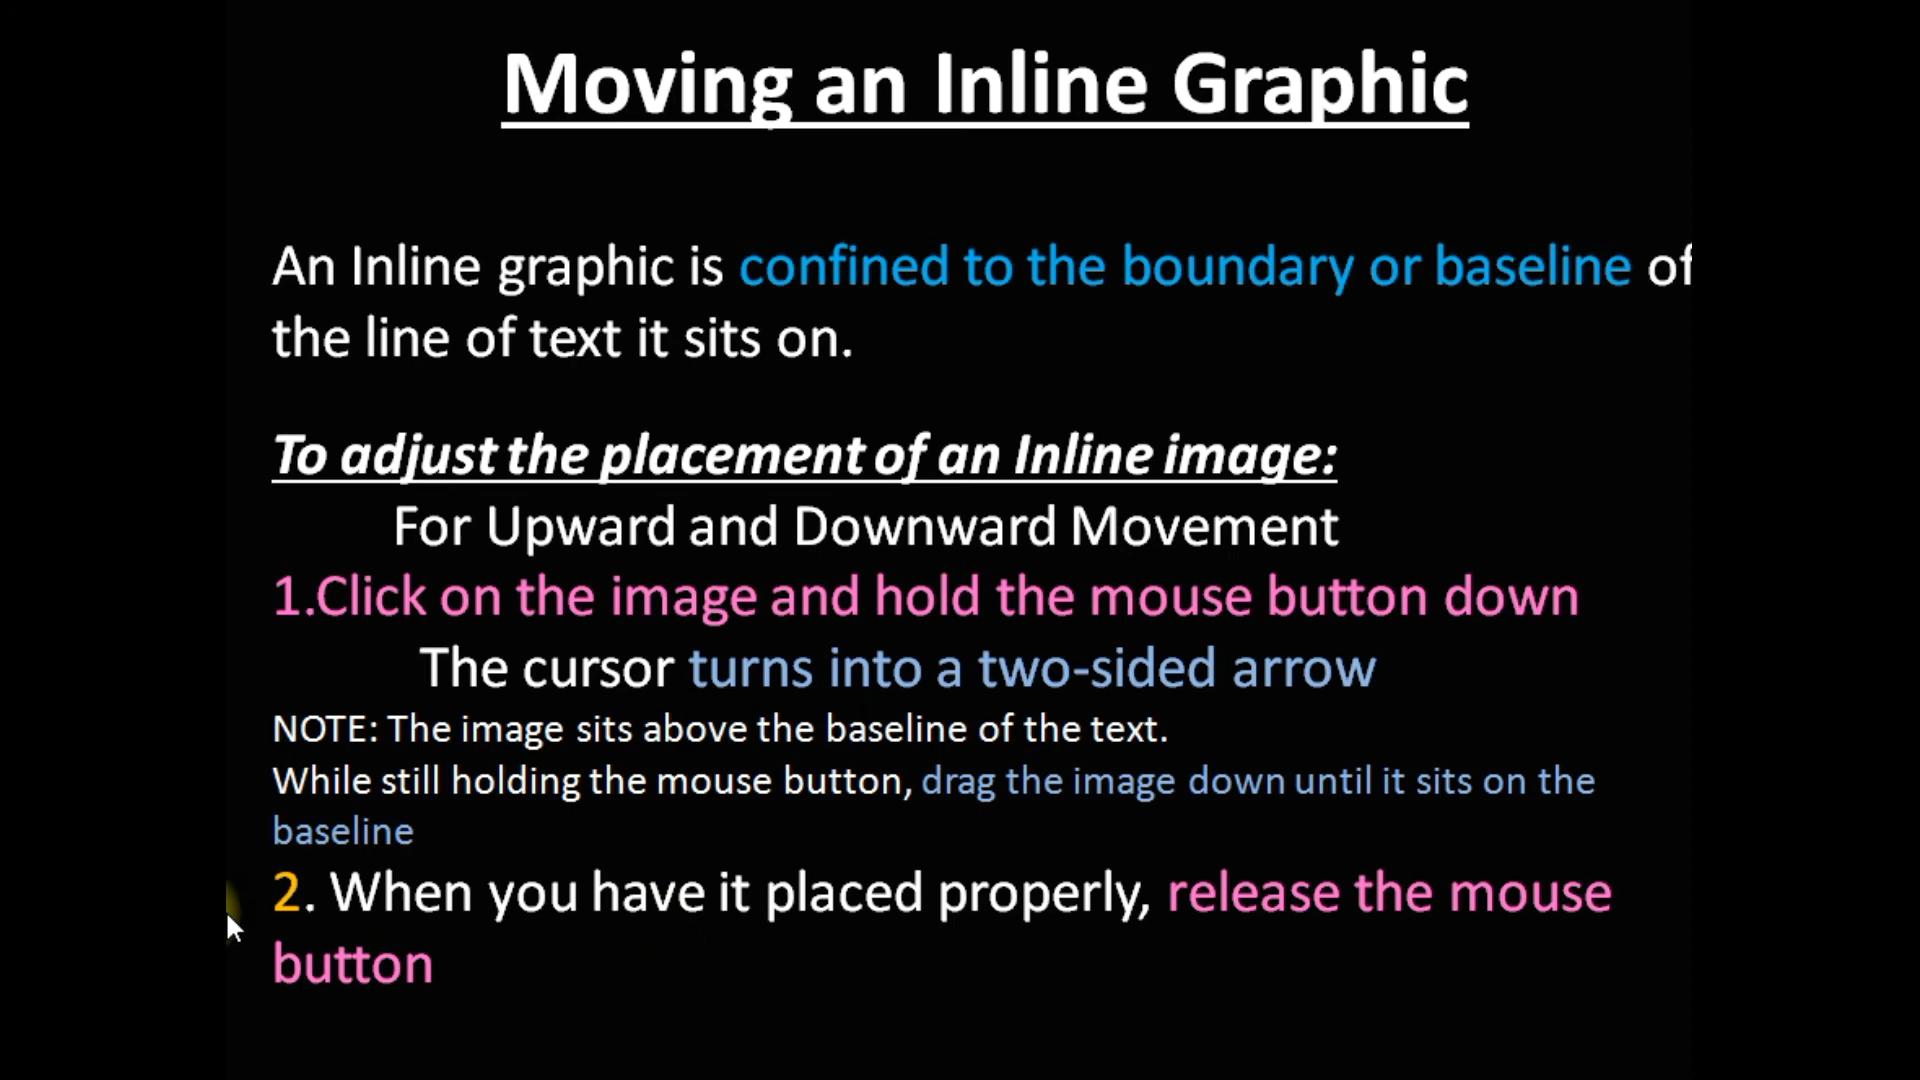 Moving an Inline Graphic
An Inline graphic is confined to the boundary or baseline of
the line of text it sits on.
To adjust the placement of an Inline image:
For Upward and Downward Movement
1.Click on the image and hold the mouse button down
The cursor turns into a two-sided arrow
NOTE: The image sits above the baseline of the text.
While still holding the mouse button, drag the image down until it sits on the
baseline
2. When you have it placed properly, release the mouse
button